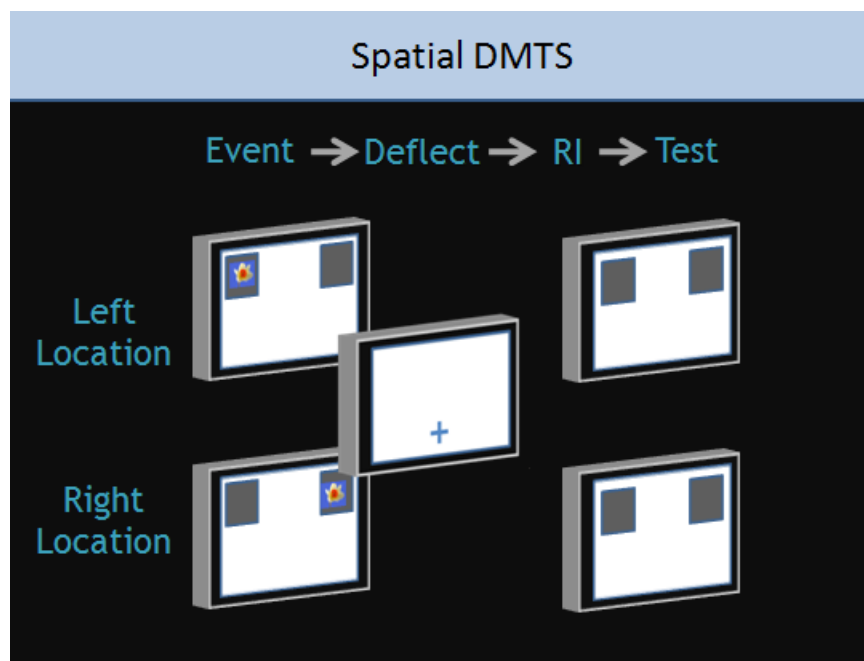 Spatial DMTS
Event → Deflect → RI → Test
Left
Location
+
Right
Location